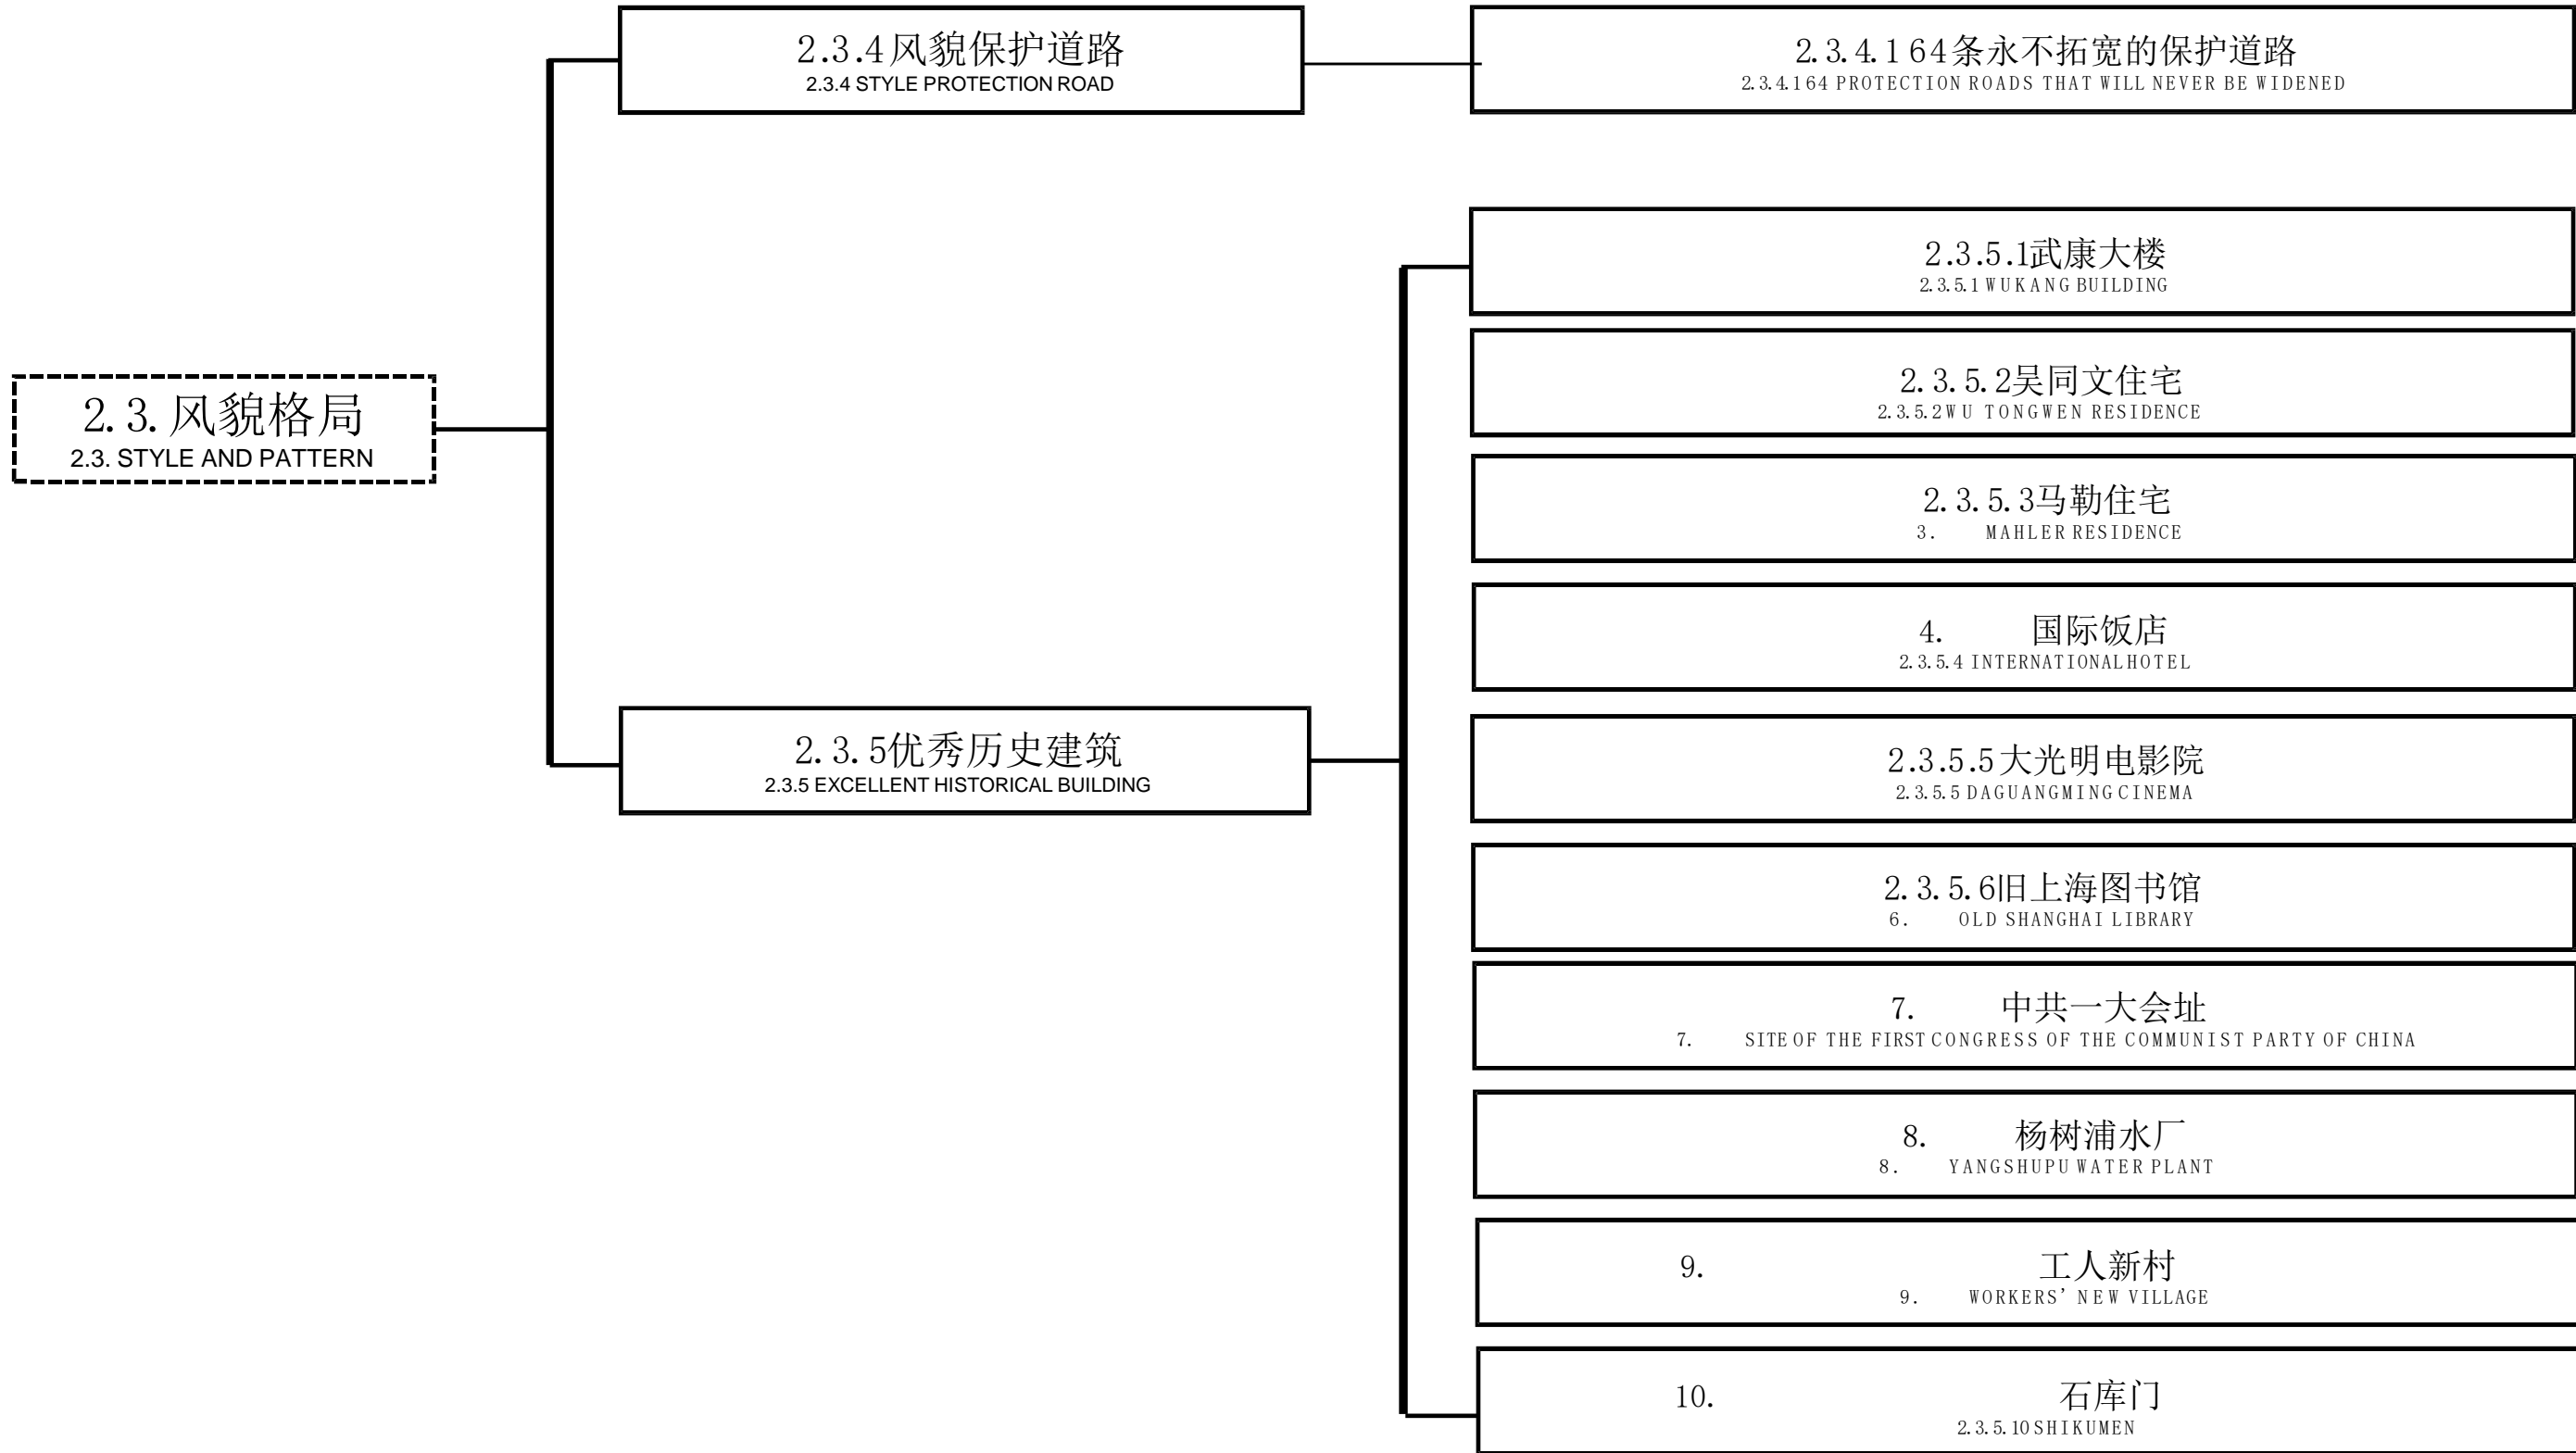 2.3.4风貌保护道路
2.3.4 STYLE PROTECTION ROAD
2.3.4.1 64条永不拓宽的保护道路
2.3.4.1 64 PROTECTION ROADS THAT WILL NEVER BE WIDENED
2.3.风貌格局
2.3. STYLE AND PATTERN
2.3.5优秀历史建筑
2.3.5 EXCELLENT HISTORICAL BUILDING
2.3.5.1武康大楼
2.3.5.1 WUKANG BUILDING
2.3.5.2吴同文住宅
2.3.5.2 WU TONGWEN RESIDENCE
2.3.5.3马勒住宅
3. MAHLER RESIDENCE
4. 国际饭店
2.3.5.4 INTERNATIONAL HOTEL
2.3.5.5大光明电影院
2.3.5.5 DAGUANGMING CINEMA
2.3.5.6旧上海图书馆
6. OLD SHANGHAI LIBRARY
7. 中共一大会址
7. SITE OF THE FIRST CONGRESS OF THE COMMUNIST PARTY OF CHINA
8. 杨树浦水厂
8. YANGSHUPU WATER PLANT
9. 工人新村
9. WORKERS' NEW VILLAGE
10. 石库门
2.3.5.10 SHIKUMEN